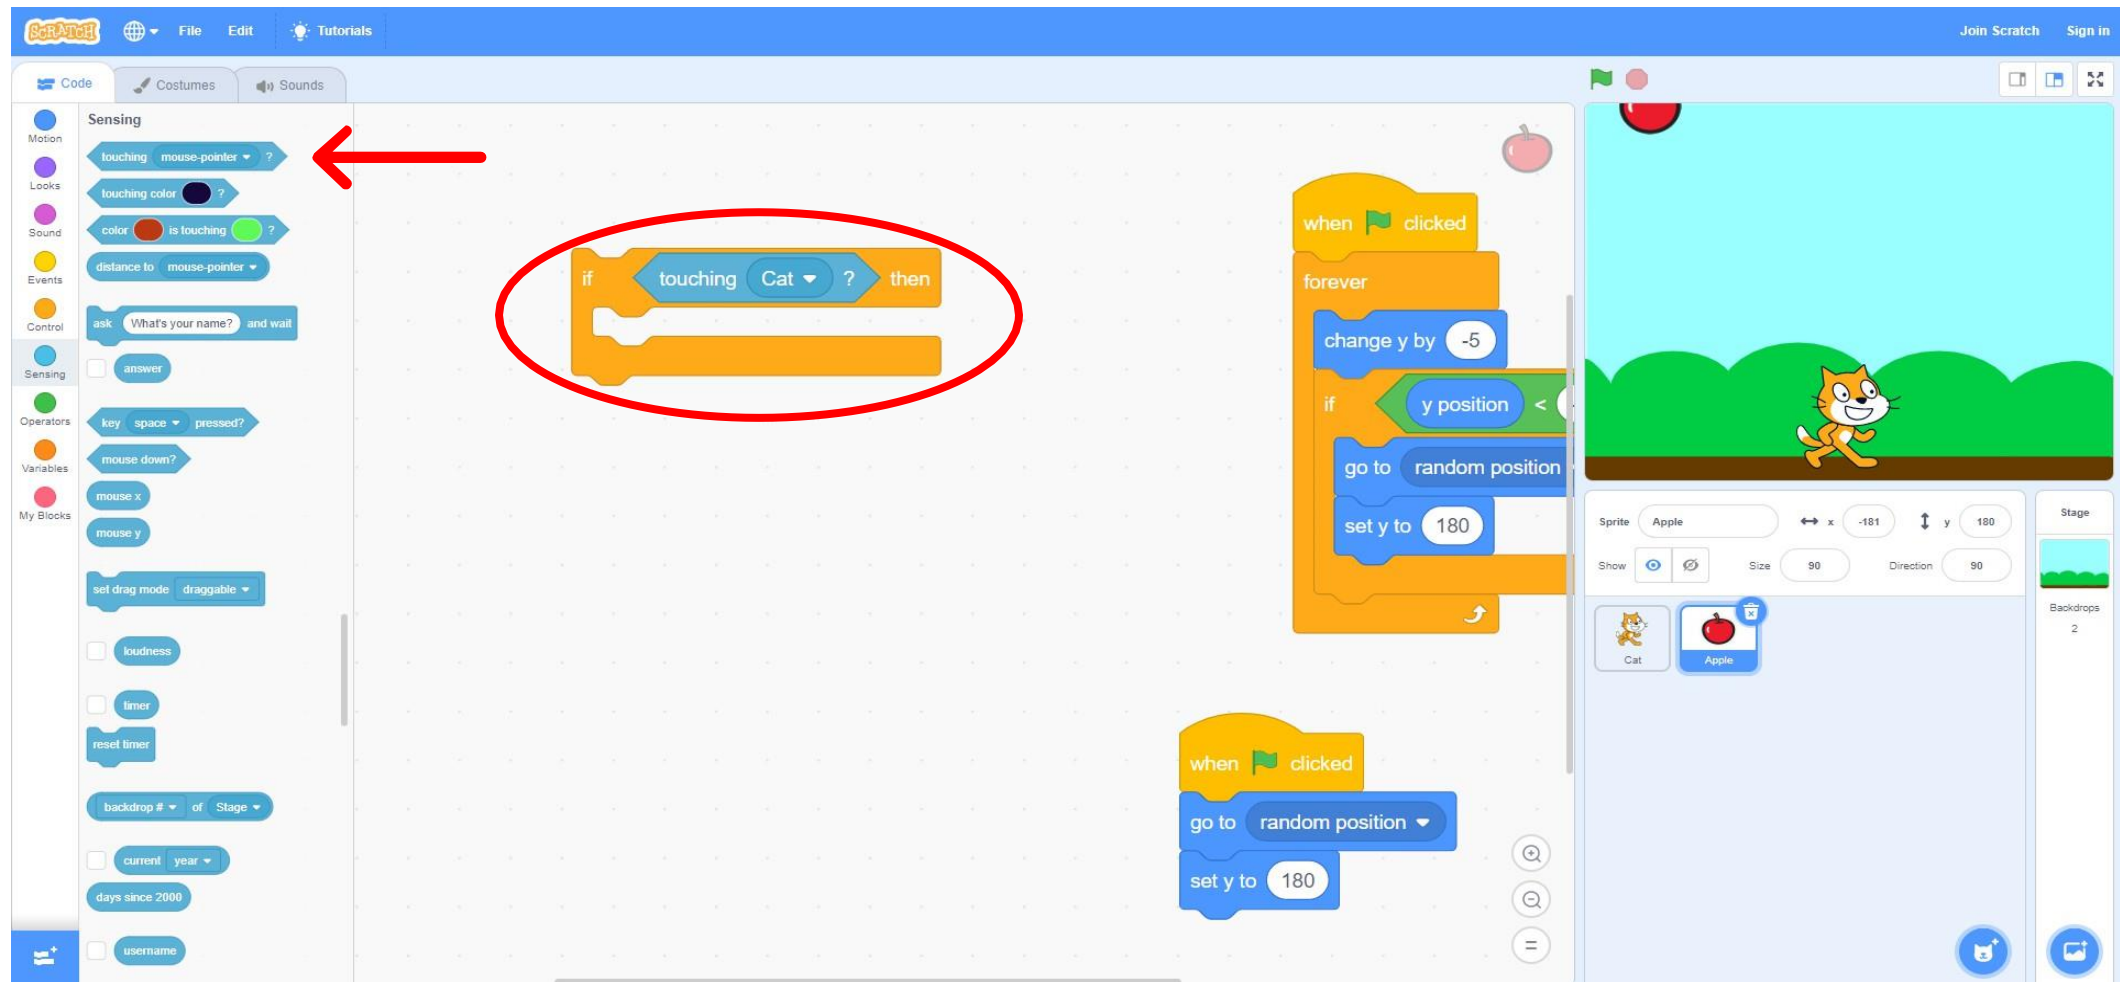 SCRATCH File Edit Tutorials Join Scratch Sign in
Code Costumes Sounds
Motion
Looks
Sound
Events
Control
Sensing
Operators
Variables
My Blocks
Sensing
touching mouse-pointer ?
touching color ?
color is touching ?
distance to mouse-pointer
ask What's your name? and wait
answer
key space pressed?
mouse down?
mouse x
mouse y
set drag mode draggable
loudness
timer
reset timer
backdrop # of Stage
current year
days since 2000
username
if touching Cat ? then
when clicked
forever
change y by -5
if y position <
go to random position
set y to 180
when clicked
go to random position
set y to 180
Sprite Apple x -181 y 180
Show Size 90 Direction 90
Cat
Apple
Stage
Backdrops
2